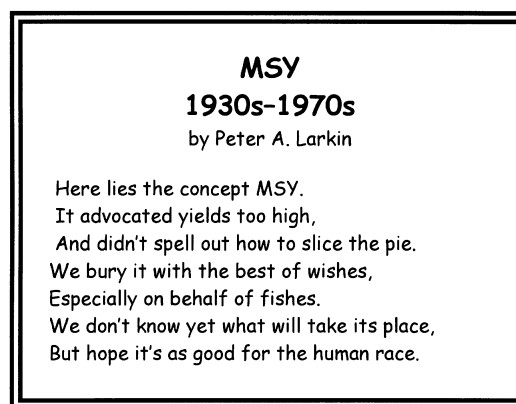 MSY
1930s–1970s
by Peter A. Larkin
Here lies the concept MSY.
It advocated yields too high,
And didn't spell out how to slice the pie.
We bury it with the best of wishes,
Especially on behalf of fishes.
We don't know yet what will take its place,
But hope it's as good for the human race.